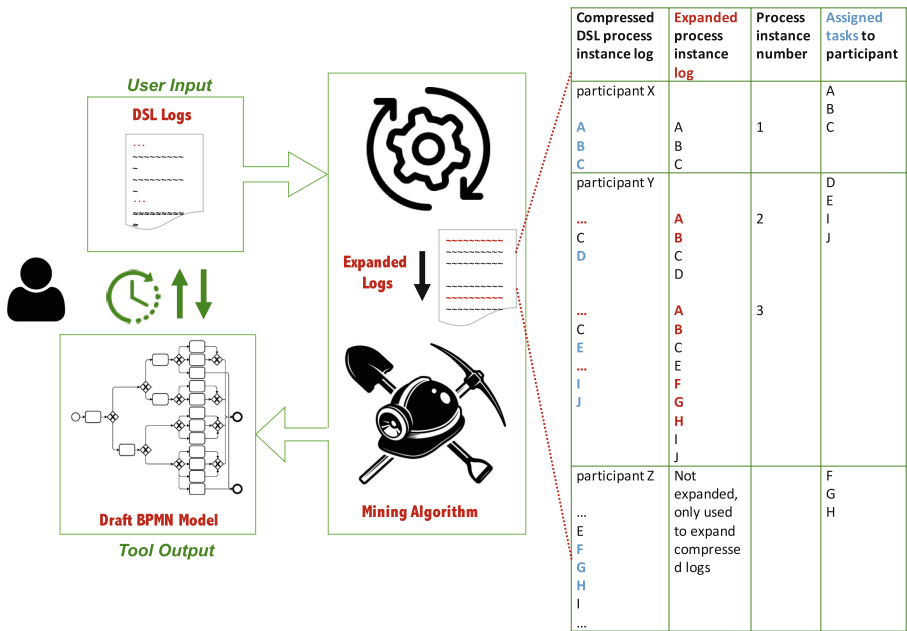 User Input
DSL Logs
...
~~~~~~~~~
~
~~~~~~~~~
~
...
~~~~~~~~~
~
Expanded
Logs
Mining Algorithm
Draft BPMN Model
Tool Output
Compressed
DSL process
instance log
Expanded
process
instance
log
Process
instance
number
Assigned
tasks to
participant
participant X
A
B
C
A
B
C
1
A
B
C
participant Y
...
C
D
...
C
E
...
I
J
A
B
C
D
A
B
C
E
F
G
H
I
J
2
3
D
E
I
J
participant Z
...
E
F
G
H
I
...
Not
expanded,
only used
to expand
compresse
d logs
F
G
H